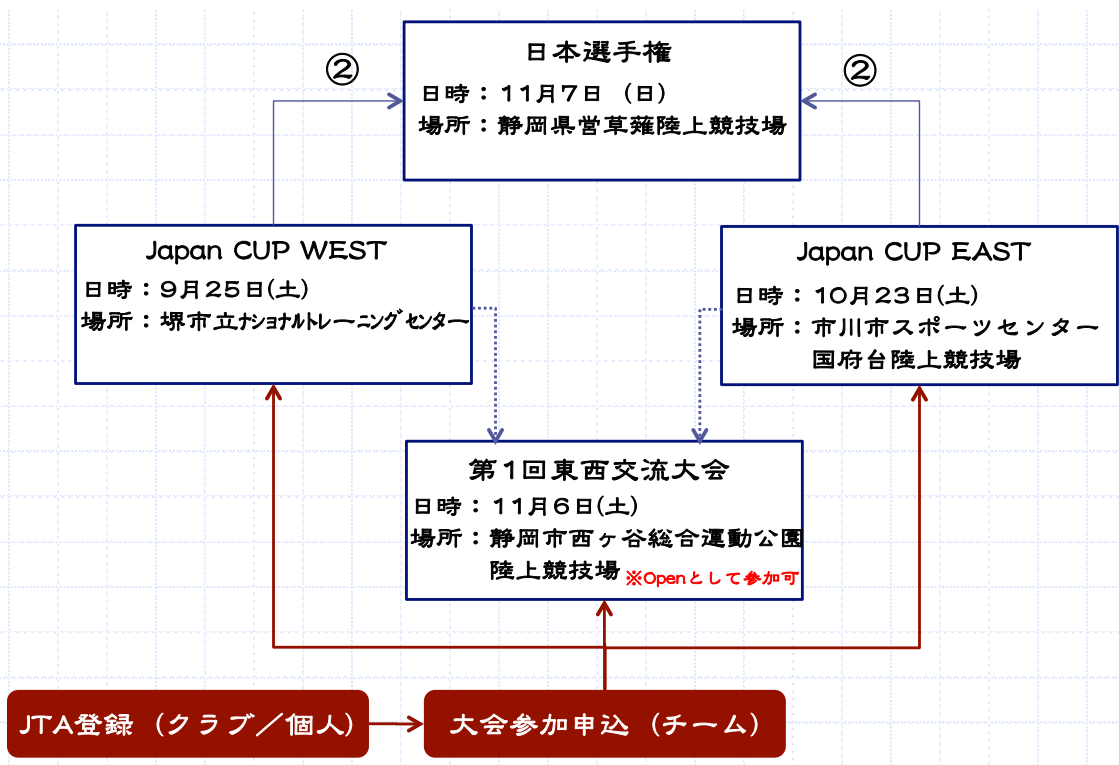 日本選手権
日時：11月7日（日）
場所：静岡県営草薙陸上競技場
②
②
Japan CUP WEST
日時：9月25日(土)
場所：堺市立ﾅｼｮﾅﾙﾄﾚｰﾆﾝｸﾞｾﾝﾀｰ
Japan CUP EAST
日時：10月23日(土)
場所：市川市スポーツセンター
国府台陸上競技場
第1回東西交流大会
日時：11月6日(土)
場所：静岡市西ヶ谷総合運動公園
陸上競技場 ※Openとして参加可
JTA登録（クラブ／個人）
大会参加申込（チーム）